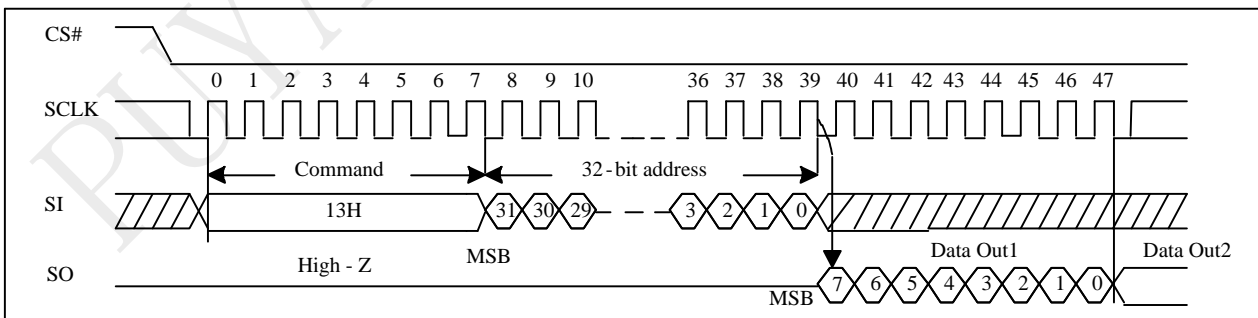 CS#
0 1 2 3 4 5 6 7 8 9 10 36 37 38 39 40 41 42 43 44 45 46 47
SCLK
Command 32-bit address
SI 13H 31 30 29 3 2 1 0
MSB Data Out1 Data Out2
High - Z
SO 7 6 5 4 3 2 1 0
MSB
PUYA